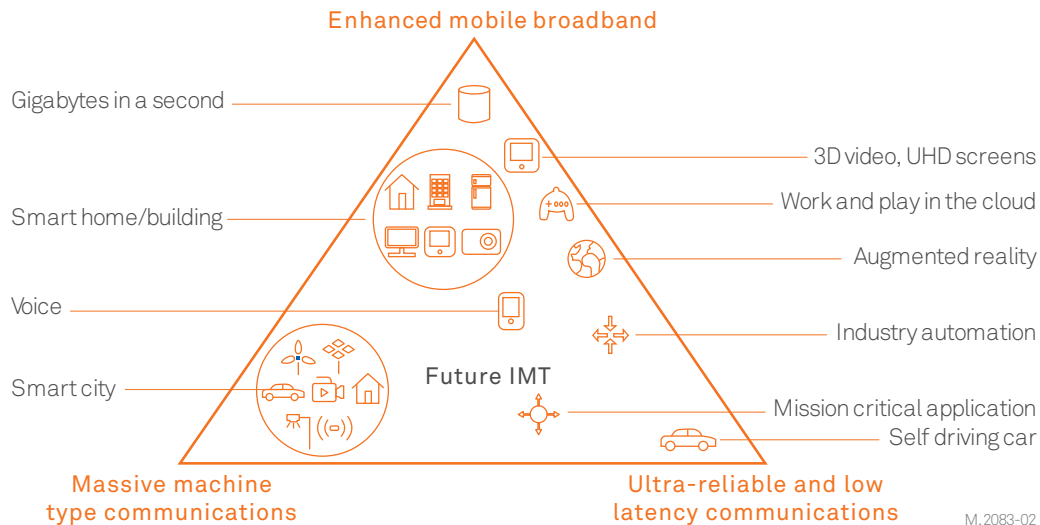 Enhanced mobile broadband
Gigabytes in a second
3D video, UHD screens
Work and play in the cloud
Smart home/building
Augmented reality
Voice
Industry automation
Future IMT
Smart city
Mission critical application
Self driving car
Massive machine
type communications
Ultra-reliable and low
latency communications
M.2083-02